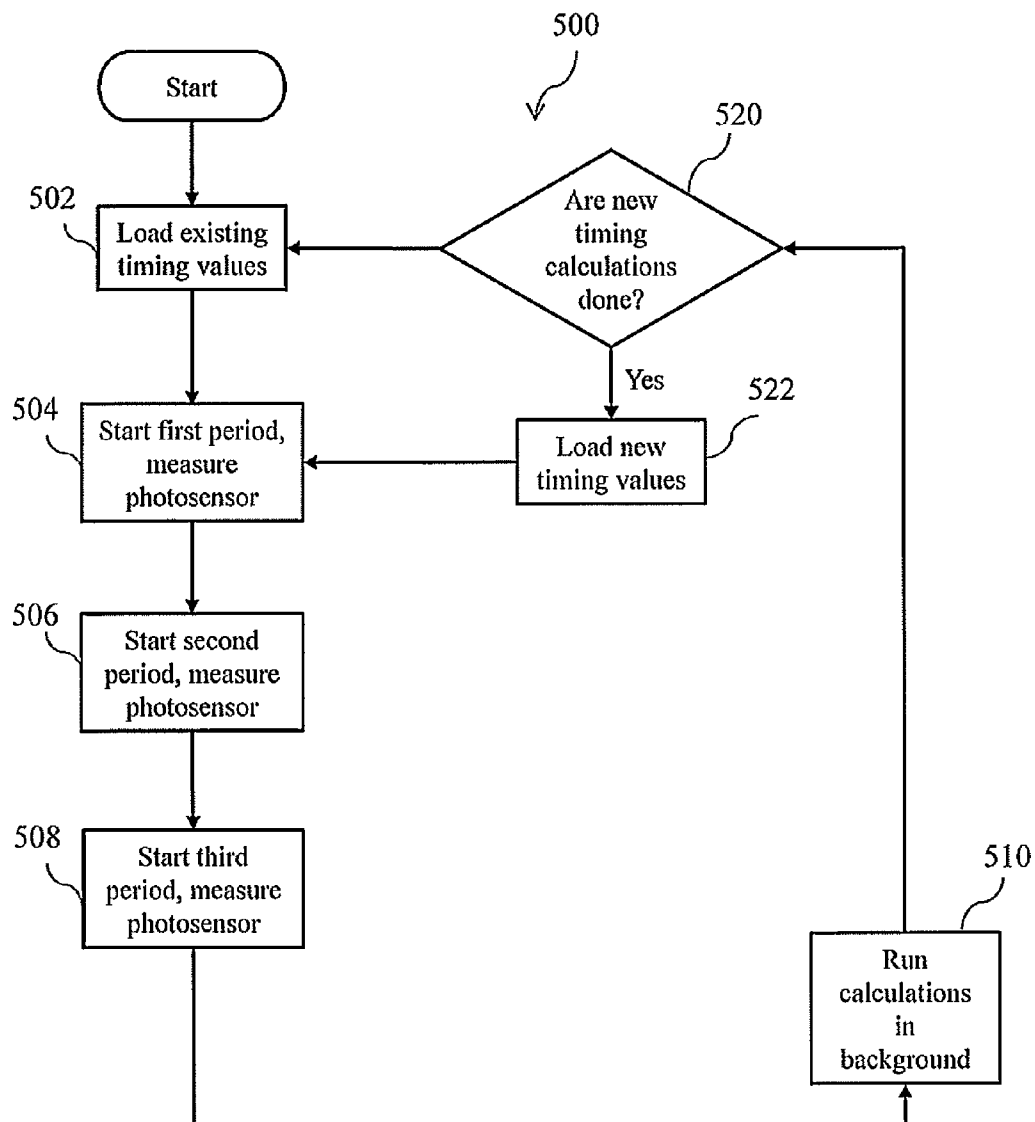 500
Start
520
502
Load existing
timing values
Are new
timing
calculations
done?
Yes
504
Start first period,
measure
photosensor
522
Load new
timing values
506
Start second
period, measure
photosensor
508
Start third
period, measure
photosensor
510
Run
calculations
in
background